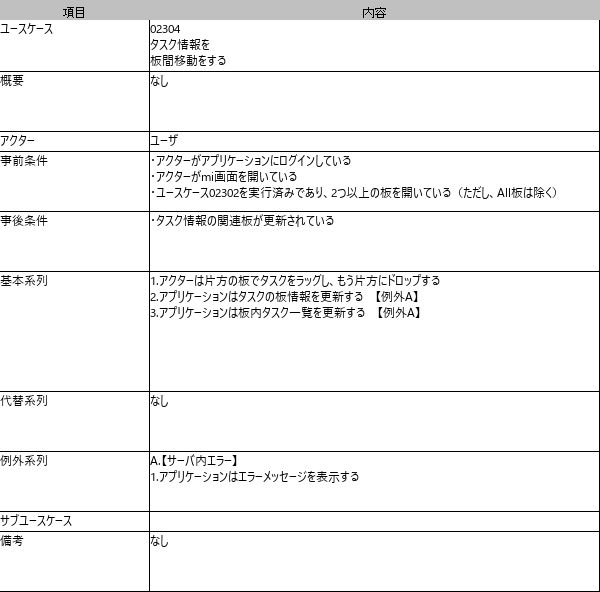 項目
内容
ユースケース
02304
タスク情報を
板間移動をする
概要
なし
アクター
ユーザ
事前条件
・アクターがアプリケーションにログインしている
・アクターがmi画面を開いている
・ユースケース02302を実行済みであり、2つ以上の板を開いている（ただし、All板は除く）
事後条件
・タスク情報の関連板が更新されている
基本系列
1.アクターは片方の板でタスクをラッグし、もう片方にドロップする
2.アプリケーションはタスクの板情報を更新する　【例外A】
3.アプリケーションは板内タスク一覧を更新する　【例外A】
代替系列
なし
例外系列
A.【サーバ内エラー】
1.アプリケーションはエラーメッセージを表示する
サブユースケース
備考
なし